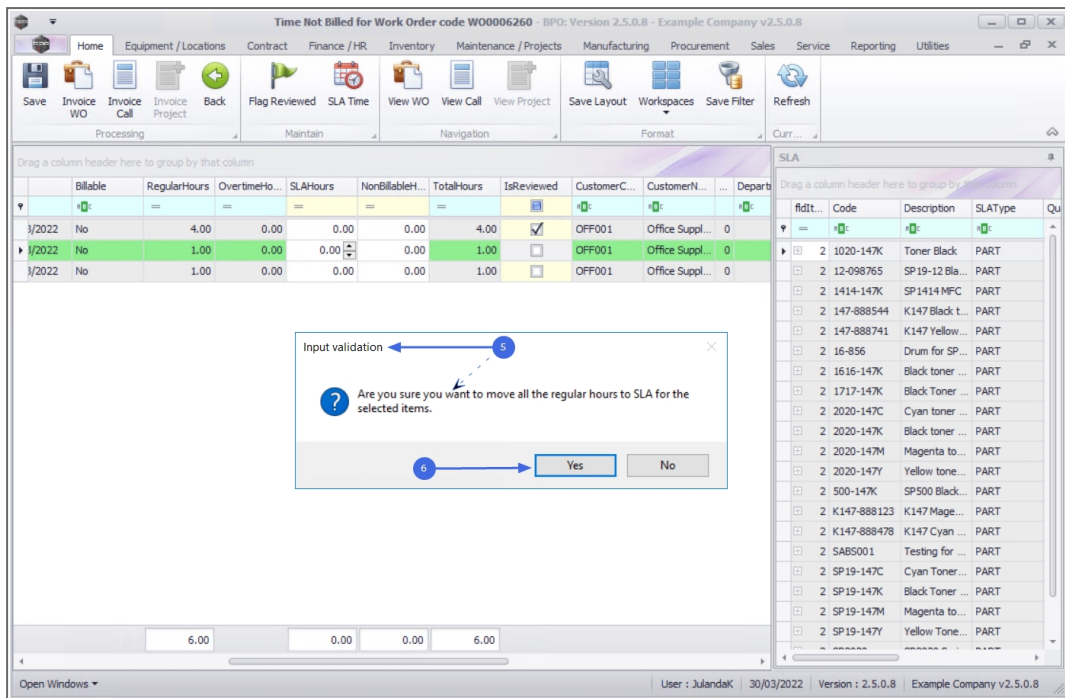 Time Not Billed for Work Order code WO0006260 - BPO: Version 2.5.0.8 - Example Company v2.5.0.8
Home Equipment / Locations Contract Finance / HR Inventory Maintenance / Projects Manufacturing Procurement Sales Service Reporting Utilities
Save Invoice WO Invoice Call Invoice Project Back Flag Reviewed SLA Time View WO View Call View Project Save Layout Workspaces Save Filter Refresh
Processing Maintain Navigation Format Curr...
Drag a column header here to group by that column
Billable RegularHours OvertimeHo... SLAHours NonBillableH... TotalHours IsReviewed CustomerC... CustomerN... ... Departm
3/2022 No 4.00 0.00 0.00 0.00 4.00 OFF001 Office Suppl... 0
3/2022 No 1.00 0.00 0.00 0.00 1.00 OFF001 Office Suppl... 0
3/2022 No 1.00 0.00 0.00 0.00 1.00 OFF001 Office Suppl... 0
Input validation 5
Are you sure you want to move all the regular hours to SLA for the
selected items.
6 Yes No
6.00 0.00 0.00 6.00
SLA
Drag a column header here to group by that column
fldIt... Code Description SLAType Qu
2 1020-147K Toner Black PART
2 12-098765 SP19-12 Bla... PART
2 1414-147K SP1414 MFC PART
2 147-888544 K147 Black t... PART
2 147-888741 K147 Yellow... PART
2 16-856 Drum for SP... PART
2 1616-147K Black toner ... PART
2 1717-147K Black Toner ... PART
2 2020-147C Cyan toner ... PART
2 2020-147K Black toner ... PART
2 2020-147M Magenta to... PART
2 2020-147Y Yellow tone... PART
2 500-147K SP500 Black... PART
2 K147-888123 K147 Mage... PART
2 K147-888478 K147 Cyan ... PART
2 SABS001 Testing for ... PART
2 SP19-147C Cyan Toner... PART
2 SP19-147K Black Toner ... PART
2 SP19-147M Magenta to... PART
2 SP19-147Y Yellow Tone... PART
Open Windows User : JulandaK 30/03/2022 Version : 2.5.0.8 Example Company v2.5.0.8